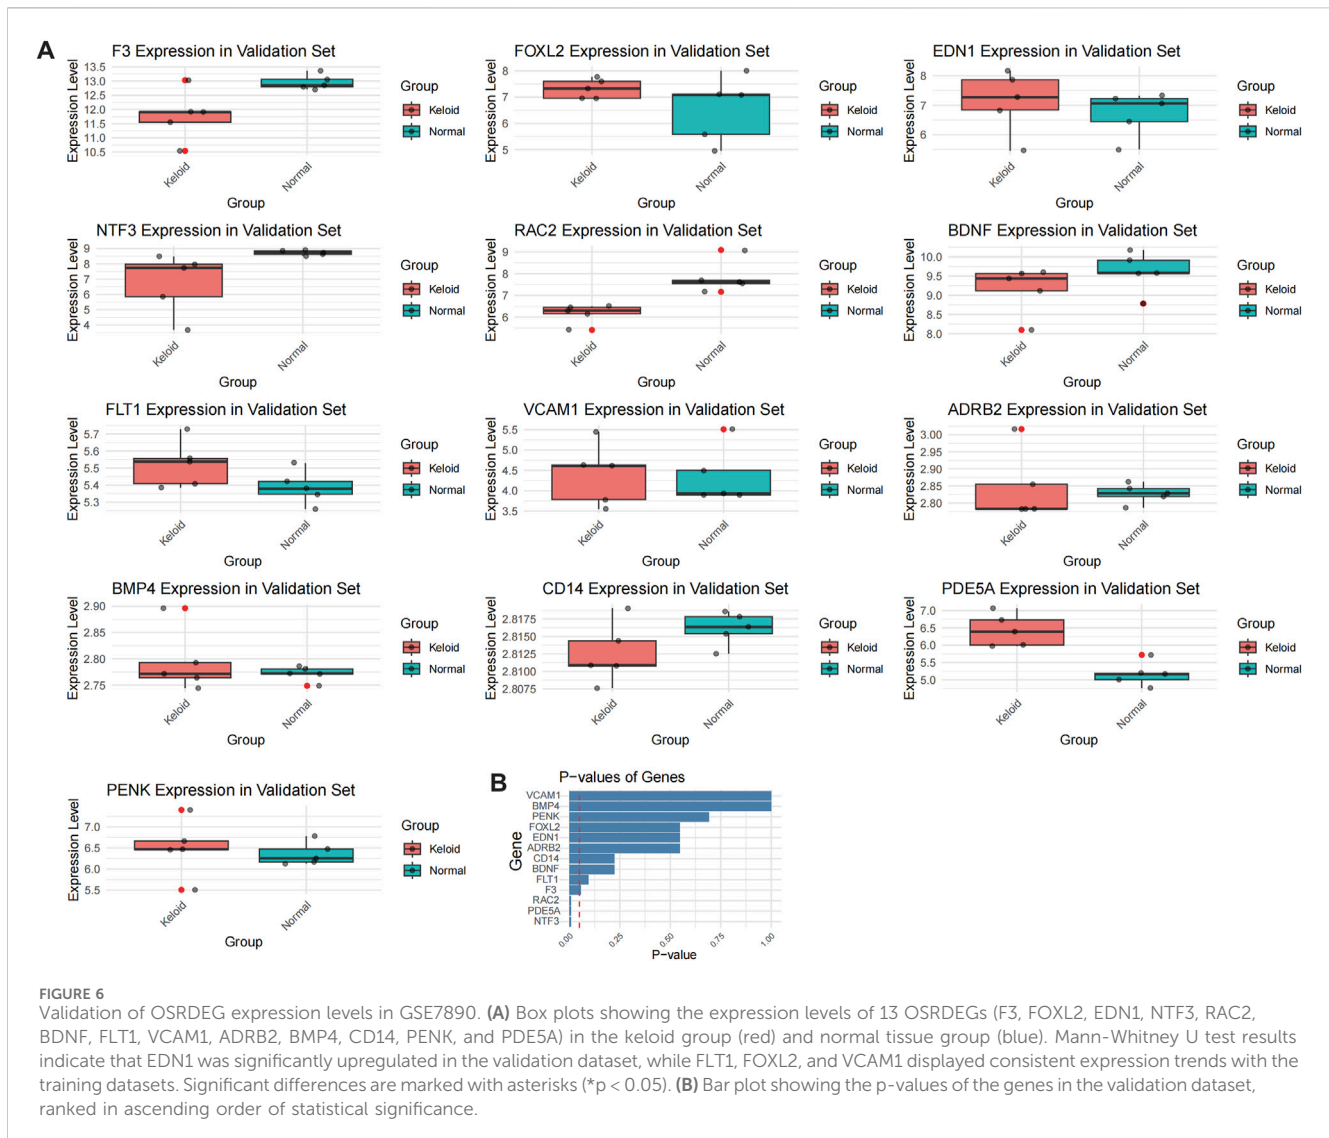 A
F3 Expression in Validation Set
Expression Level
13.5
13.0
12.5
12.0
11.5
11.0
10.5
Keloid
Normal
Group
Group
Keloid
Normal
FOXL2 Expression in Validation Set
Expression Level
8
7
6
5
Keloid
Normal
Group
Group
Keloid
Normal
EDN1 Expression in Validation Set
Expression Level
8
7
6
Keloid
Normal
Group
Group
Keloid
Normal
NTF3 Expression in Validation Set
Expression Level
9
8
7
6
5
4
Keloid
Normal
Group
Group
Keloid
Normal
RAC2 Expression in Validation Set
Expression Level
9
8
7
6
Keloid
Normal
Group
Group
Keloid
Normal
BDNF Expression in Validation Set
Expression Level
10.0
9.5
9.0
8.5
8.0
Keloid
Normal
Group
Group
Keloid
Normal
FLT1 Expression in Validation Set
Expression Level
5.7
5.6
5.5
5.4
5.3
Keloid
Normal
Group
Group
Keloid
Normal
VCAM1 Expression in Validation Set
Expression Level
5.5
5.0
4.5
4.0
3.5
Keloid
Normal
Group
Group
Keloid
Normal
ADRB2 Expression in Validation Set
Expression Level
3.00
2.95
2.90
2.85
2.80
Keloid
Normal
Group
Group
Keloid
Normal
BMP4 Expression in Validation Set
Expression Level
2.90
2.85
2.80
2.75
Keloid
Normal
Group
Group
Keloid
Normal
CD14 Expression in Validation Set
Expression Level
2.8175
2.8150
2.8125
2.8100
2.8075
Keloid
Normal
Group
Group
Keloid
Normal
PDE5A Expression in Validation Set
Expression Level
7.0
6.5
6.0
5.5
5.0
Keloid
Normal
Group
Group
Keloid
Normal
PENK Expression in Validation Set
Expression Level
7.0
6.5
6.0
5.5
Keloid
Normal
Group
Group
Keloid
Normal
B
P−values of Genes
Gene
VCAM1
BMP4
PENK
FOXL2
EDN1
ADRB2
CD14
BDNF
FLT1
F3
RAC2
PDE5A
NTF3
0.00
0.25
0.50
0.75
1.00
P−value
FIGURE 6
Validation of OSRDEG expression levels in GSE7890. (A) Box plots showing the expression levels of 13 OSRDEGs (F3, FOXL2, EDN1, NTF3, RAC2,
BDNF, FLT1, VCAM1, ADRB2, BMP4, CD14, PENK, and PDE5A) in the keloid group (red) and normal tissue group (blue). Mann-Whitney U test results
indicate that EDN1 was significantly upregulated in the validation dataset, while FLT1, FOXL2, and VCAM1 displayed consistent expression trends with the
training datasets. Significant differences are marked with asterisks (*p < 0.05). (B) Bar plot showing the p-values of the genes in the validation dataset,
ranked in ascending order of statistical significance.